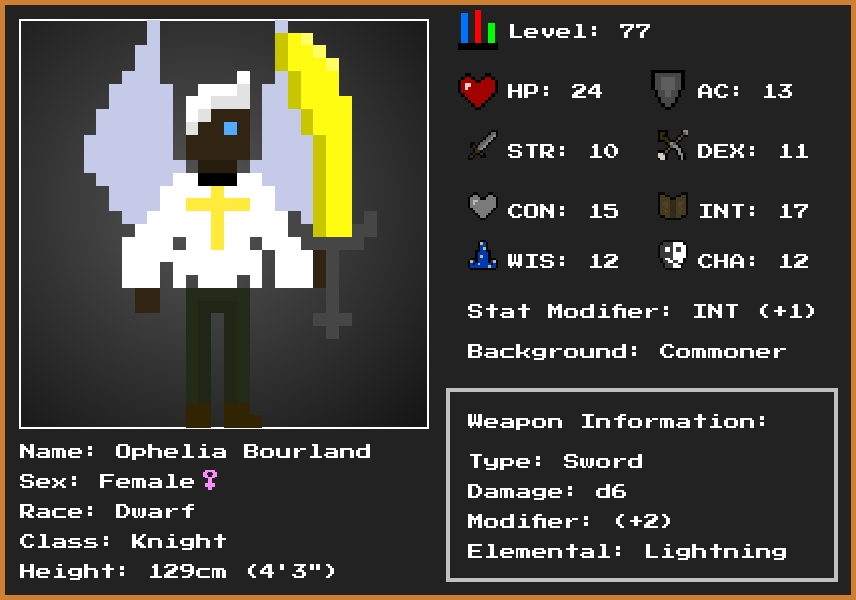 Level: 77
HP: 24 AC: 13
STR: 10 DEX: 11
CON: 15 INT: 17
WIS: 12 CHA: 12
Stat Modifier: INT (+1)
Background: Commoner
Weapon Information:
Type: Sword
Damage: d6
Modifier: (+2)
Elemental: Lightning
Name: Ophelia Bourland
Sex: Female♀
Race: Dwarf
Class: Knight
Height: 129cm (4'3")